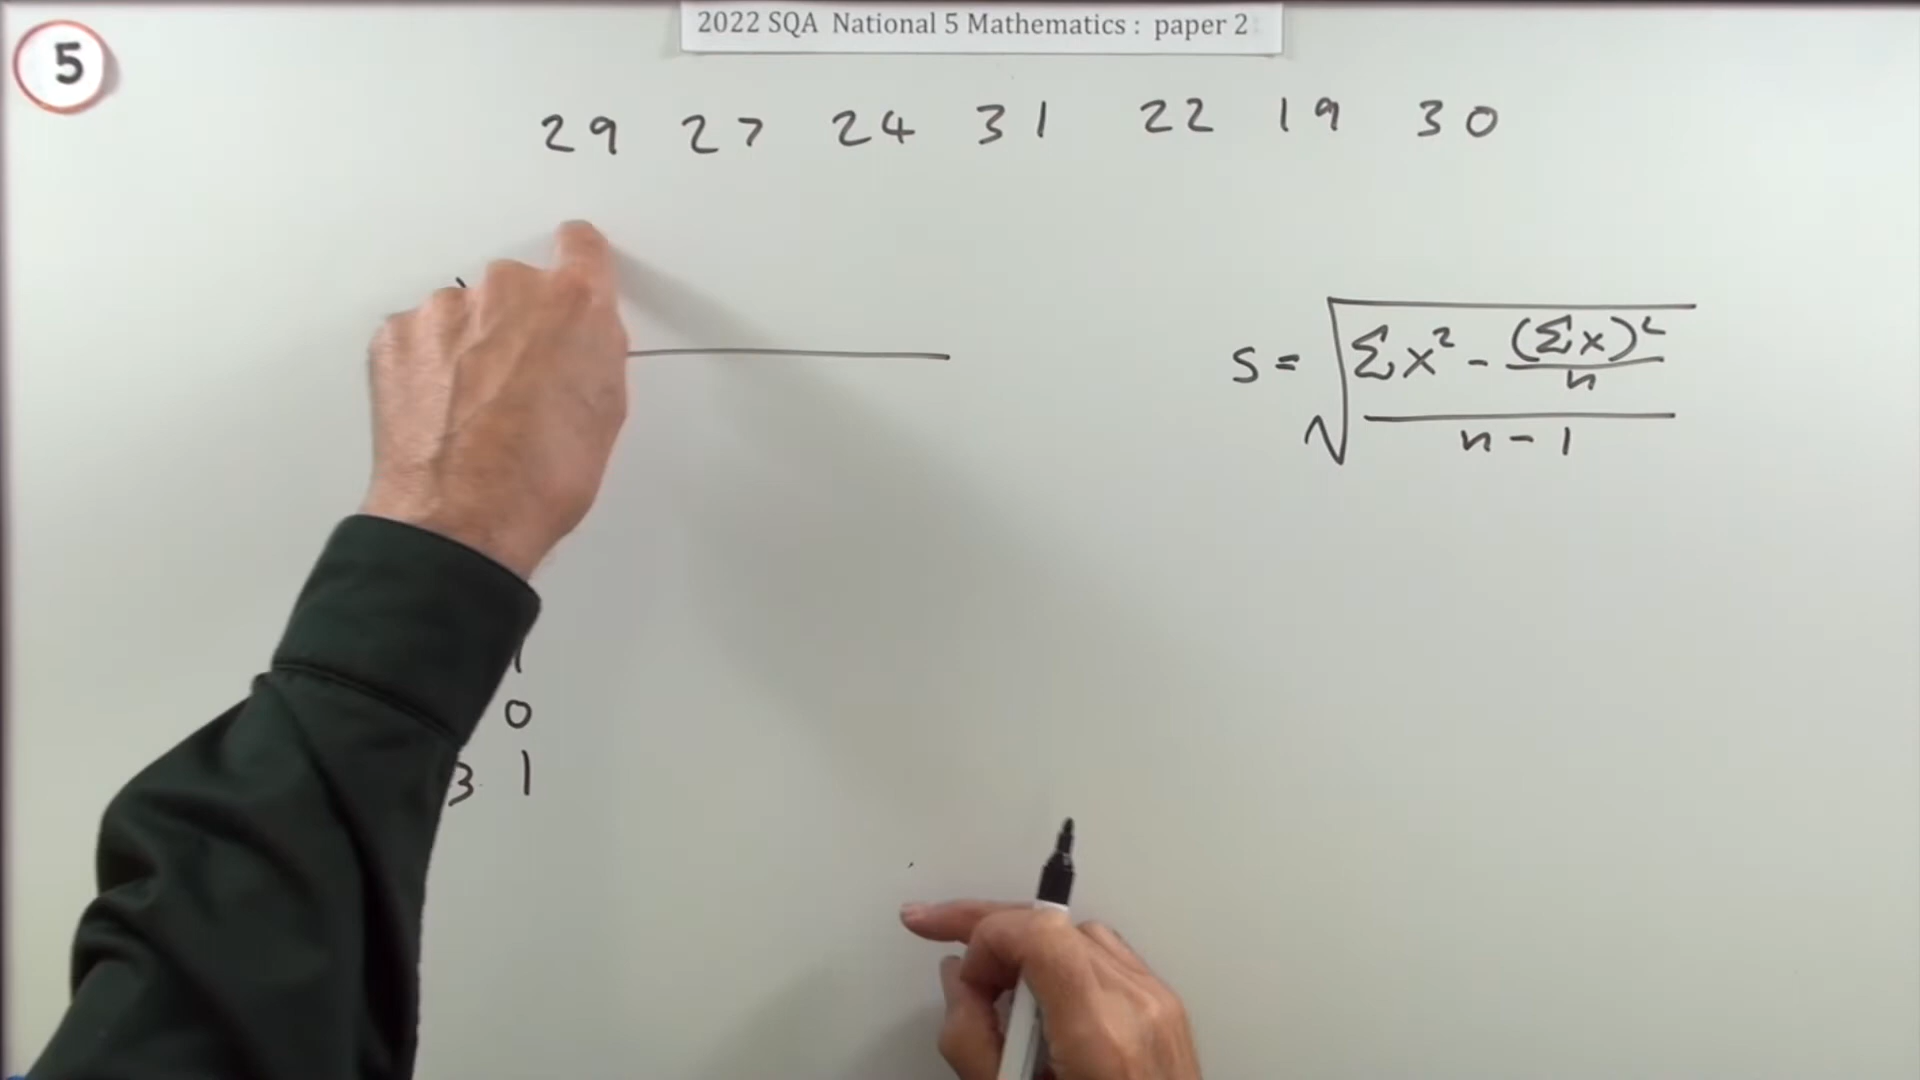 2022 SQA National 5 Mathematics : paper 2
5
29 27 24 31 22 19 30
s = √((Σx² - (Σx)²/n)/(n - 1))
0
3 1